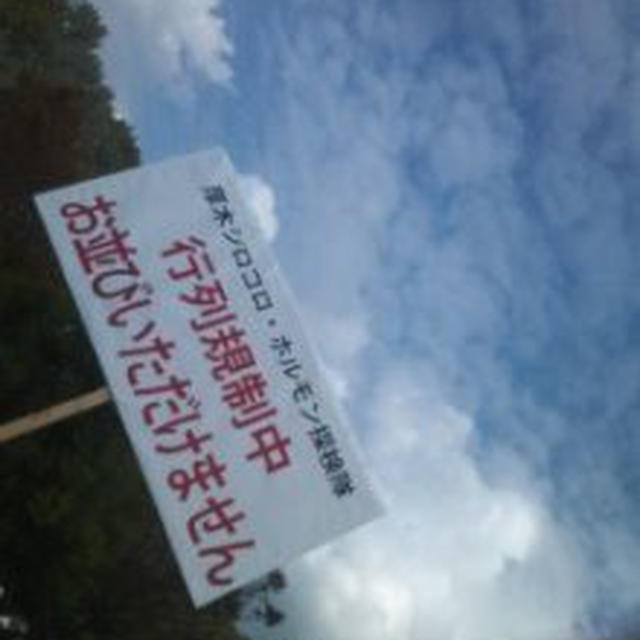 厚木シロコロ・ホルモン探検隊
行列規制中
お並びいただけません